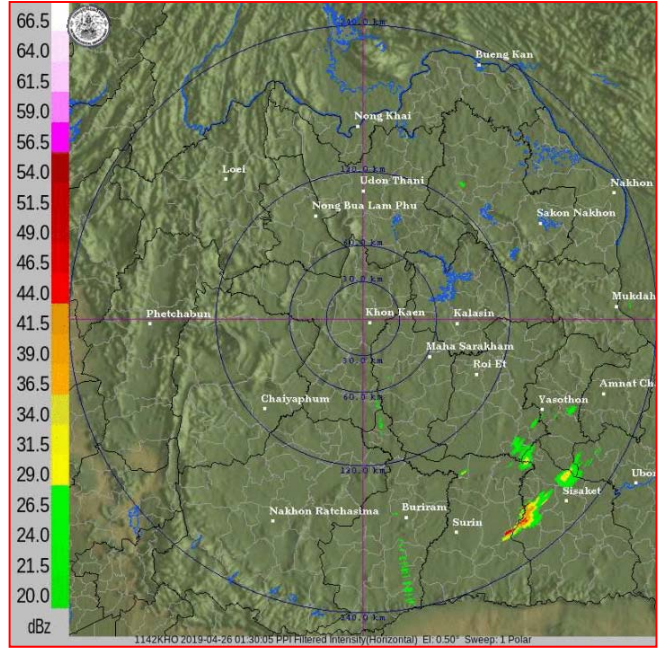 66.5
64.0
61.5
59.0
56.5
54.0
51.5
49.0
46.5
44.0
41.5
39.0
36.5
34.0
31.5
29.0
26.5
24.0
21.5
20.0
dBz
240.0 km
Bueng Kan
Nong Khai
Loei
120.0 km
Udon Thani
Nakhon
Nong Bua Lam Phu
Sakon Nakhon
60.0 km
30.0 km
Mukdah
Phetchabun
Khon Kaen
Kalasin
30.0 km
Maha Sarakham
Roi Et
60.0 km
Amnat Cha
Chaiyaphum
Yasothon
120.0 km
Ubon
Sisaket
Nakhon Ratchasima
Buriram
Surin
240.0 km
1142KHO 2019-04-26 01:30:05 PPI Filtered Intensity(Horizontal) El: 0.50° Sweep: 1 Polar